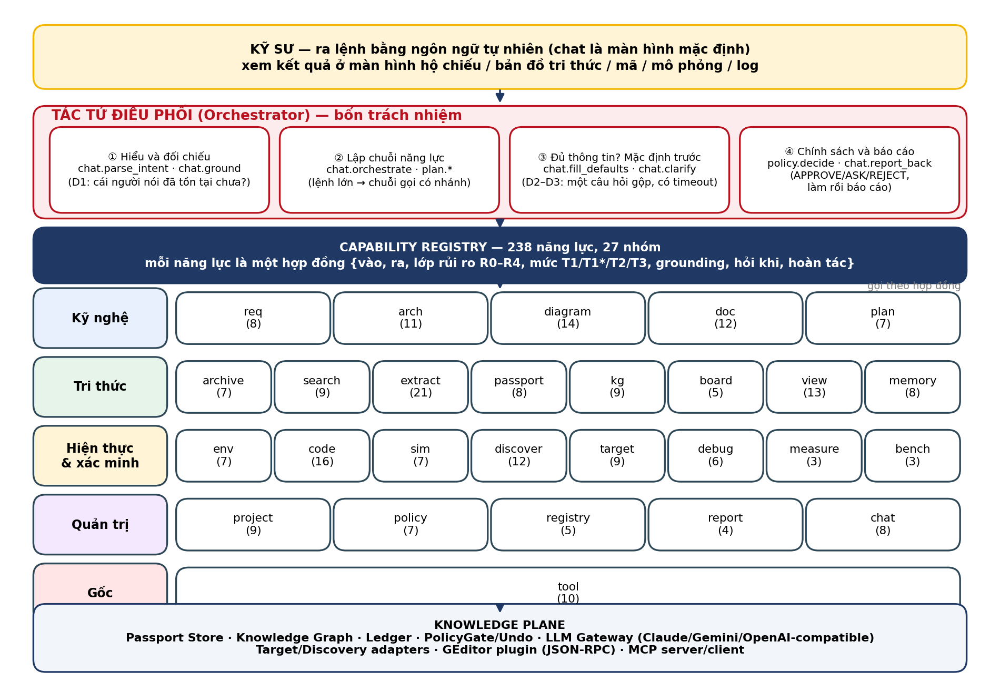 KỸ SƯ — ra lệnh bằng ngôn ngữ tự nhiên (chat là màn hình mặc định)
xem kết quả ở màn hình hộ chiếu / bản đồ tri thức / mã / mô phỏng / log
TÁC TỬ ĐIỀU PHỐI (Orchestrator) — bốn trách nhiệm
① Hiểu và đối chiếu
chat.parse_intent · chat.ground
(D1: cái người nói đã tồn tại chưa?)
② Lập chuỗi năng lực
chat.orchestrate · plan.*
(lệnh lớn → chuỗi gọi có nhánh)
③ Đủ thông tin? Mặc định trước
chat.fill_defaults · chat.clarify
(D2–D3: một câu hỏi gộp, có timeout)
④ Chính sách và báo cáo
policy.decide · chat.report_back
(APPROVE/ASK/REJECT,
làm rồi báo cáo)
CAPABILITY REGISTRY — 238 năng lực, 27 nhóm
mỗi năng lực là một hợp đồng {vào, ra, lớp rủi ro R0–R4, mức T1/T1*/T2/T3, grounding, hỏi khi, hoàn tác}
gọi theo hợp đồng
Kỹ nghệ
req
(8)
arch
(11)
diagram
(14)
doc
(12)
plan
(7)
Tri thức
archive
(7)
search
(9)
extract
(21)
passport
(8)
kg
(9)
board
(5)
view
(13)
memory
(8)
Hiện thực
& xác minh
env
(7)
code
(16)
sim
(7)
discover
(12)
target
(9)
debug
(6)
measure
(3)
bench
(3)
Quản trị
project
(9)
policy
(7)
registry
(5)
report
(4)
chat
(8)
Gốc
tool
(10)
KNOWLEDGE PLANE
Passport Store · Knowledge Graph · Ledger · PolicyGate/Undo · LLM Gateway (Claude/Gemini/OpenAI-compatible)
Target/Discovery adapters · GEditor plugin (JSON-RPC) · MCP server/client